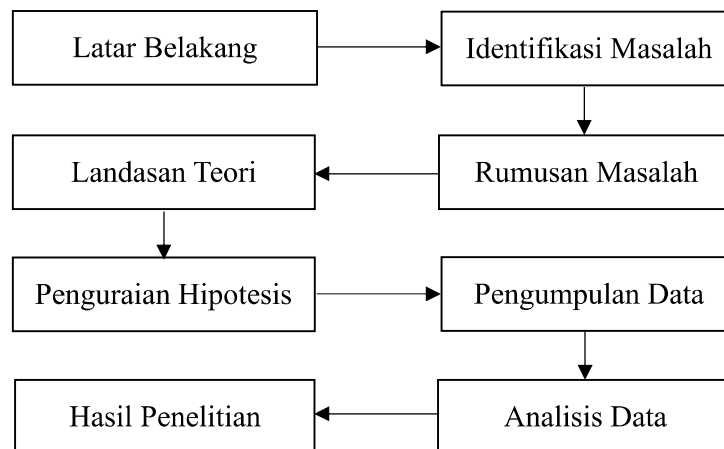 Latar Belakang
Identifikasi Masalah
Rumusan Masalah
Landasan Teori
Penguraian Hipotesis
Pengumpulan Data
Analisis Data
Hasil Penelitian